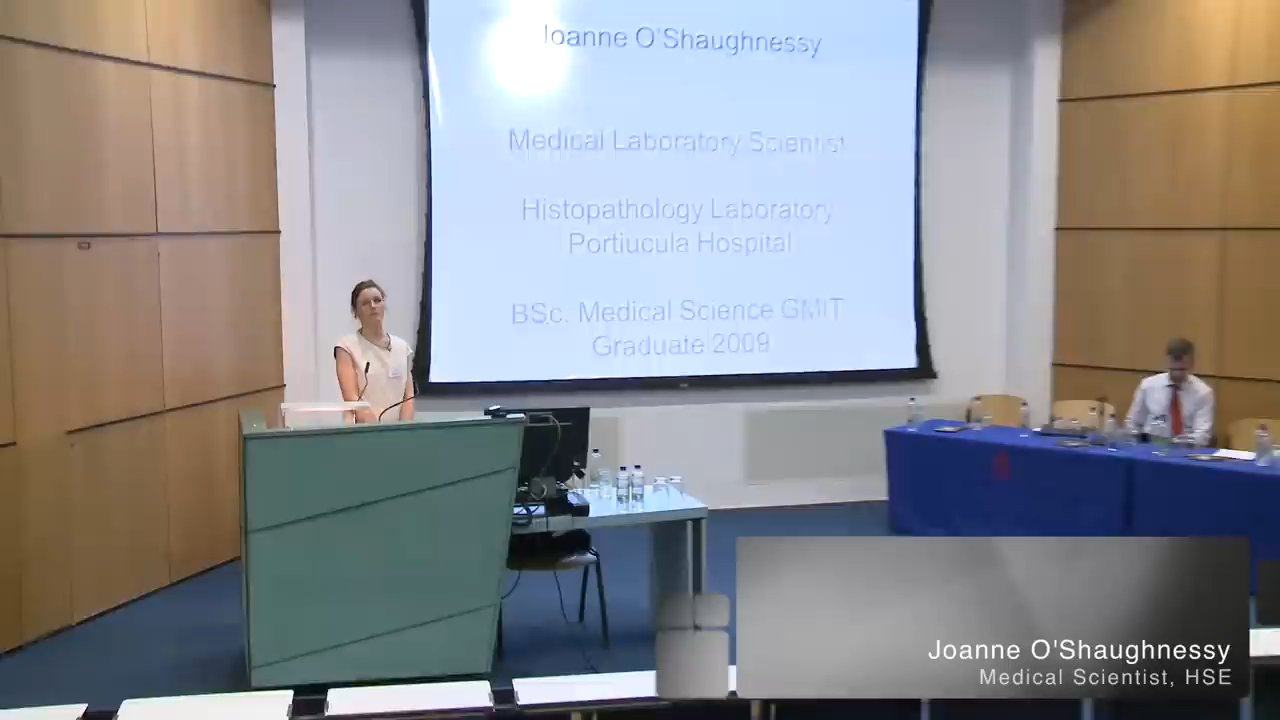 Joanne O'Shaughnessy
Medical Laboratory Scientist
Histopathology Laboratory
Portiucula Hospital
BSc. Medical Science GMIT
Graduate 2009
Joanne O'Shaughnessy
Medical Scientist, HSE